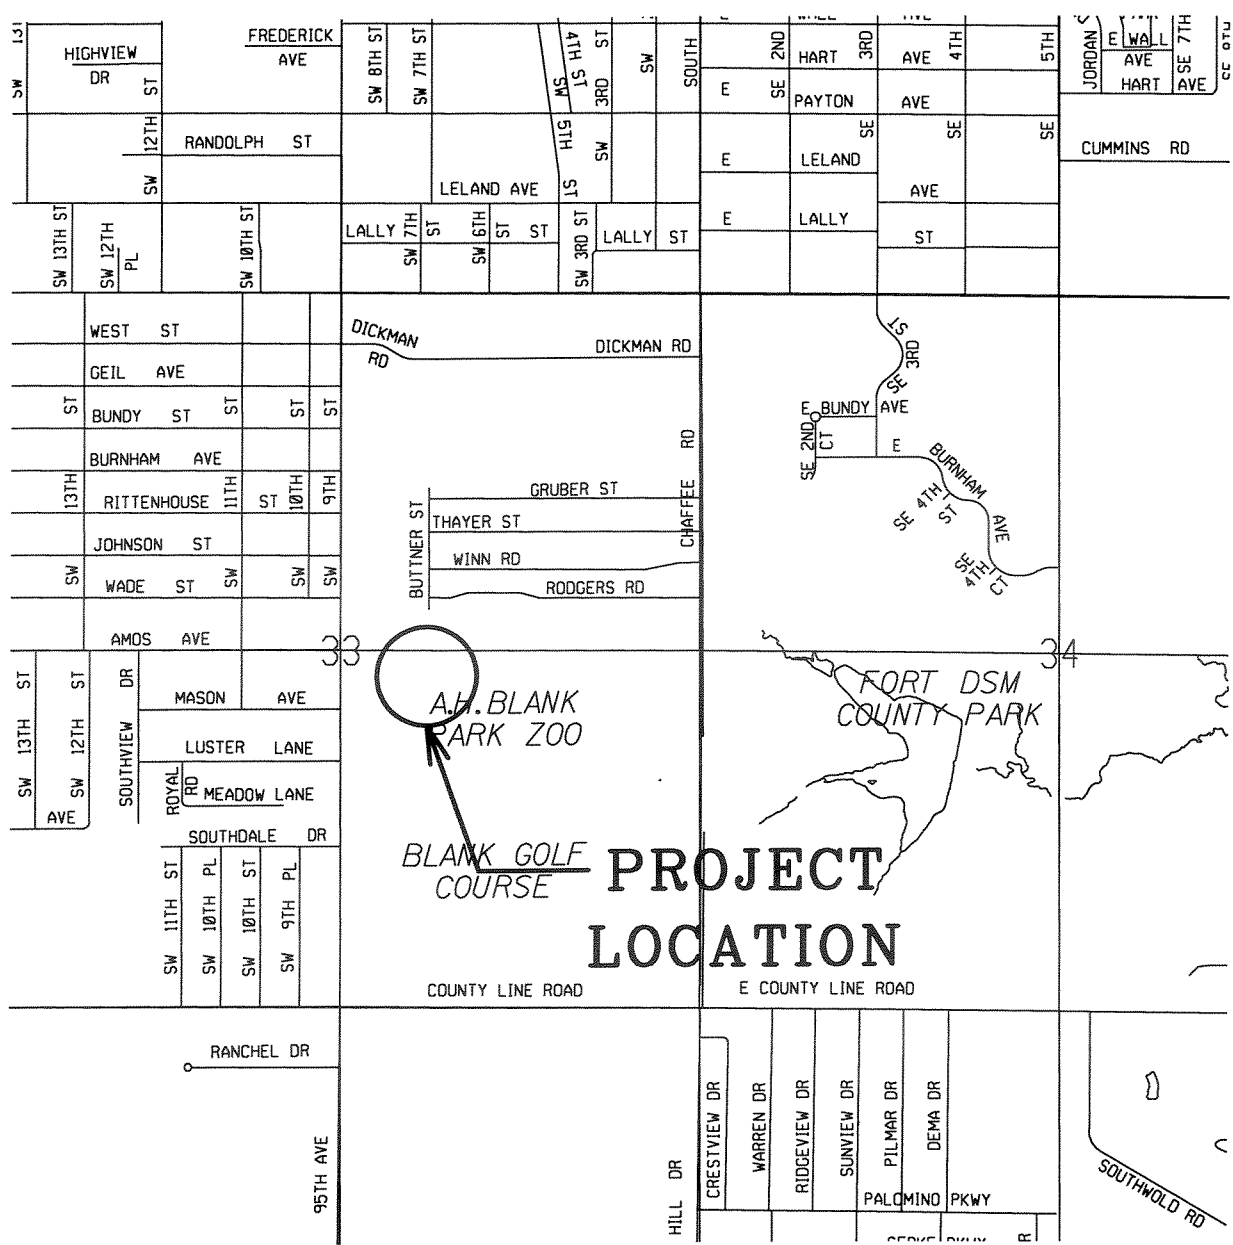 SW 13
HIGHVIEW
DR
SW 12TH ST
FREDERICK
AVE
RANDOLPH ST
SW 8TH ST
SW 7TH ST
4TH ST
SW
5TH
ST
SW 3RD ST
SW
SOUTH
E
SE 2ND
HART
AVE
SE 3RD
SE 4TH
SE 5TH
PAYTON AVE
JORDAN
E WALL
AVE
HART AVE
SE 7TH
CUMMINS RD
LELAND AVE
E LELAND
AVE
E LALLY
ST
SW 13TH ST
SW 12TH
PL
SW 10TH ST
LALLY ST
SW 7TH ST
SW 6TH ST
SW 3RD ST
LALLY ST
WEST ST
GEIL AVE
BUNDY ST
BURNHAM AVE
RITTENHOUSE ST
JOHNSON ST
WADE ST
AMOS AVE
SW 13TH ST
SW 11TH ST
SW 10TH ST
SW 9TH ST
DICKMAN
RD
DICKMAN RD
SE 3RD ST
E BUNDY AVE
SE 2ND
CT
E BURNHAM AVE
SE 4TH
ST
SE
4TH
CT
CHAFFEE RD
BUTTNER ST
GRUBER ST
THAYER ST
WINN RD
RODGERS RD
33
34
SW 13TH ST
SW 12TH ST
AVE
SOUTHVIEW DR
MASON AVE
LUSTER LANE
ROYAL
RD
MEADOW LANE
SOUTHDALE DR
SW 11TH ST
SW 10TH PL
SW 10TH ST
SW 9TH PL
A.H.BLANK
PARK ZOO
FORT DSM
COUNTY PARK
BLANK GOLF
COURSE
PROJECT
LOCATION
COUNTY LINE ROAD
E COUNTY LINE ROAD
RANCHEL DR
95TH AVE
HILL DR
CRESTVIEW DR
WARREN DR
RIDGEVIEW DR
SUNVIEW DR
PILMAR DR
DEMA DR
PALOMINO PKWY
SOUTHWOLD RD